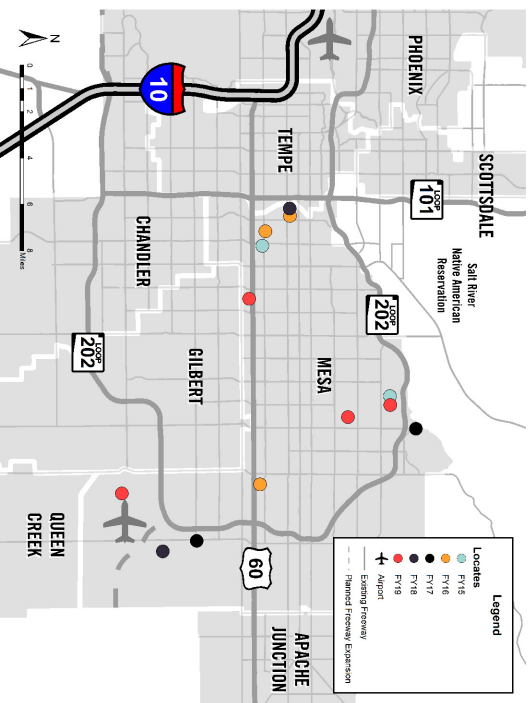 PHOENIX
SCOTTSDALE
LOOP
101
Salt River
Native American
Reservation
TEMPE
10
LOOP
202
MESA
CHANDLER
GILBERT
LOOP
202
60
QUEEN
CREEK
APACHE
JUNCTION
N
0 1 2 4 6 8
Miles
Legend
Locates
FY15
FY16
FY17
FY18
FY19
Airport
Existing Freeway
Planned Freeway Expansion